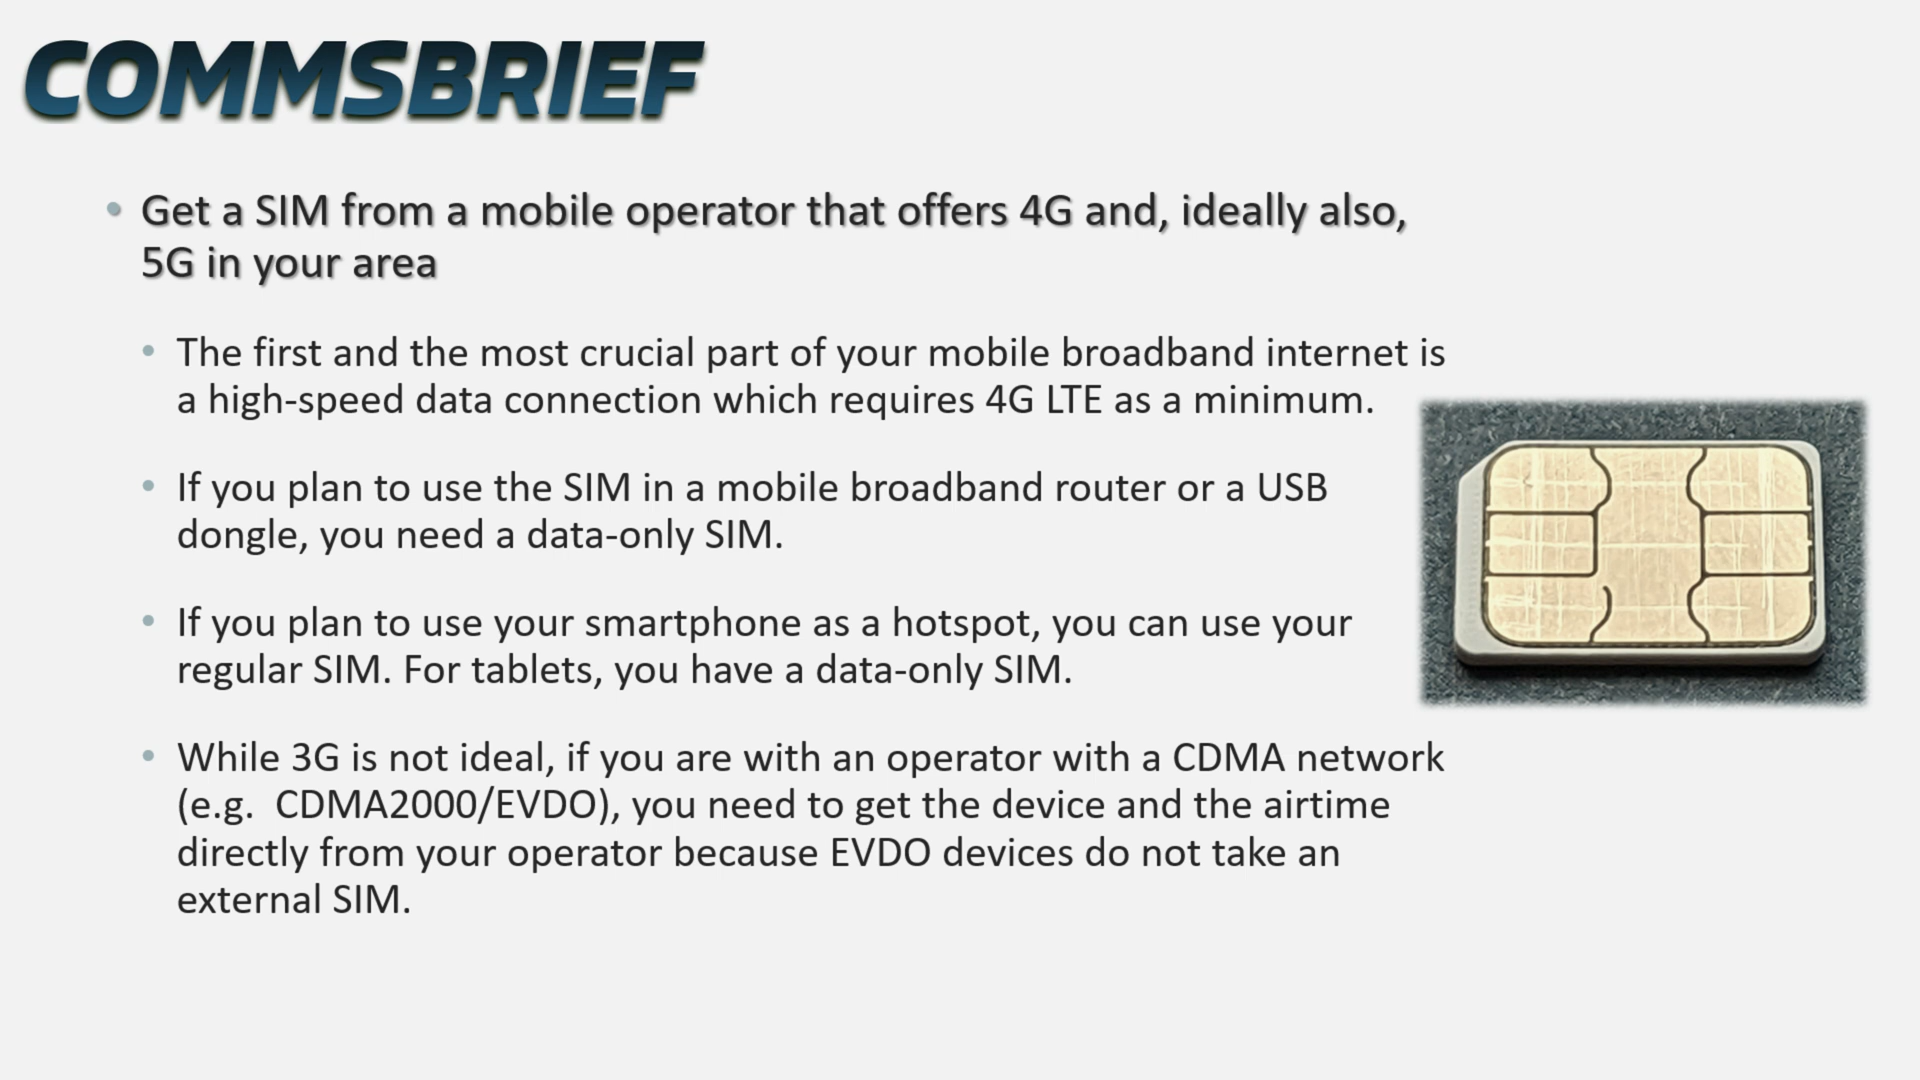 COMMSBRIEF
• Get a SIM from a mobile operator that offers 4G and, ideally also,
5G in your area
• The first and the most crucial part of your mobile broadband internet is
a high-speed data connection which requires 4G LTE as a minimum.
• If you plan to use the SIM in a mobile broadband router or a USB
dongle, you need a data-only SIM.
• If you plan to use your smartphone as a hotspot, you can use your
regular SIM. For tablets, you have a data-only SIM.
• While 3G is not ideal, if you are with an operator with a CDMA network
(e.g.  CDMA2000/EVDO), you need to get the device and the airtime
directly from your operator because EVDO devices do not take an
external SIM.